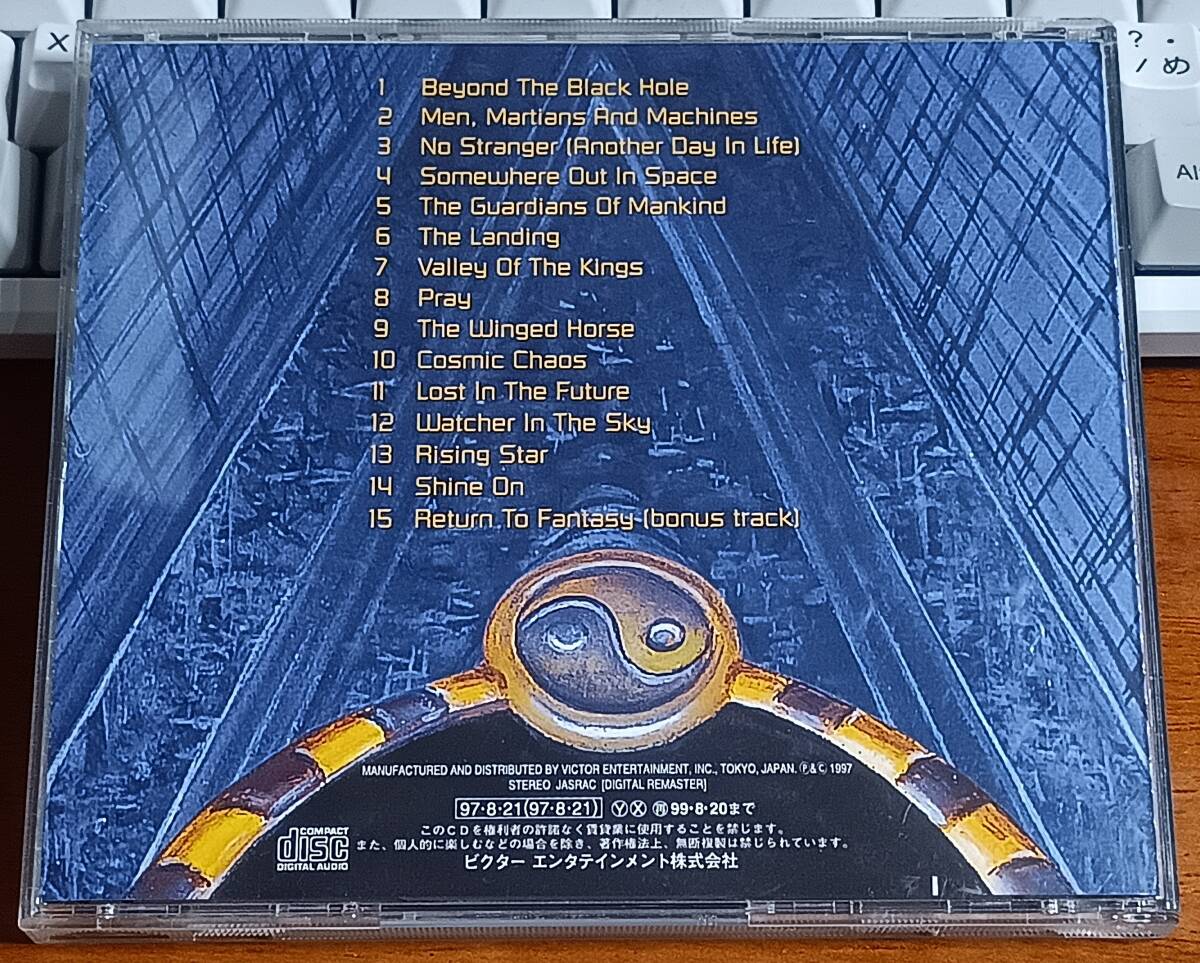 X
? ・
/ め
Alt
1 Beyond The Black Hole
2 Men, Martians And Machines
3 No Stranger (Another Day In Life)
4 Somewhere Out In Space
5 The Guardians Of Mankind
6 The Landing
7 Valley Of The Kings
8 Pray
9 The Winged Horse
10 Cosmic Chaos
11 Lost In The Future
12 Watcher In The Sky
13 Rising Star
14 Shine On
15 Return To Fantasy (bonus track)
MANUFACTURED AND DISTRIBUTED BY VICTOR ENTERTAINMENT, INC., TOKYO, JAPAN. ℗&© 1997
STEREO JASRAC [DIGITAL REMASTER]
97・8・21(97・8・21) Ⓨ Ⓧ ㋷ 99・8・20まで
このCDを権利者の許諾なく賃貸業に使用することを禁じます。
また、個人的に楽しむなどの場合を除き、著作権法上、無断複製は禁じられています。
ビクター エンタテインメント株式会社
COMPACT
disc
DIGITAL AUDIO